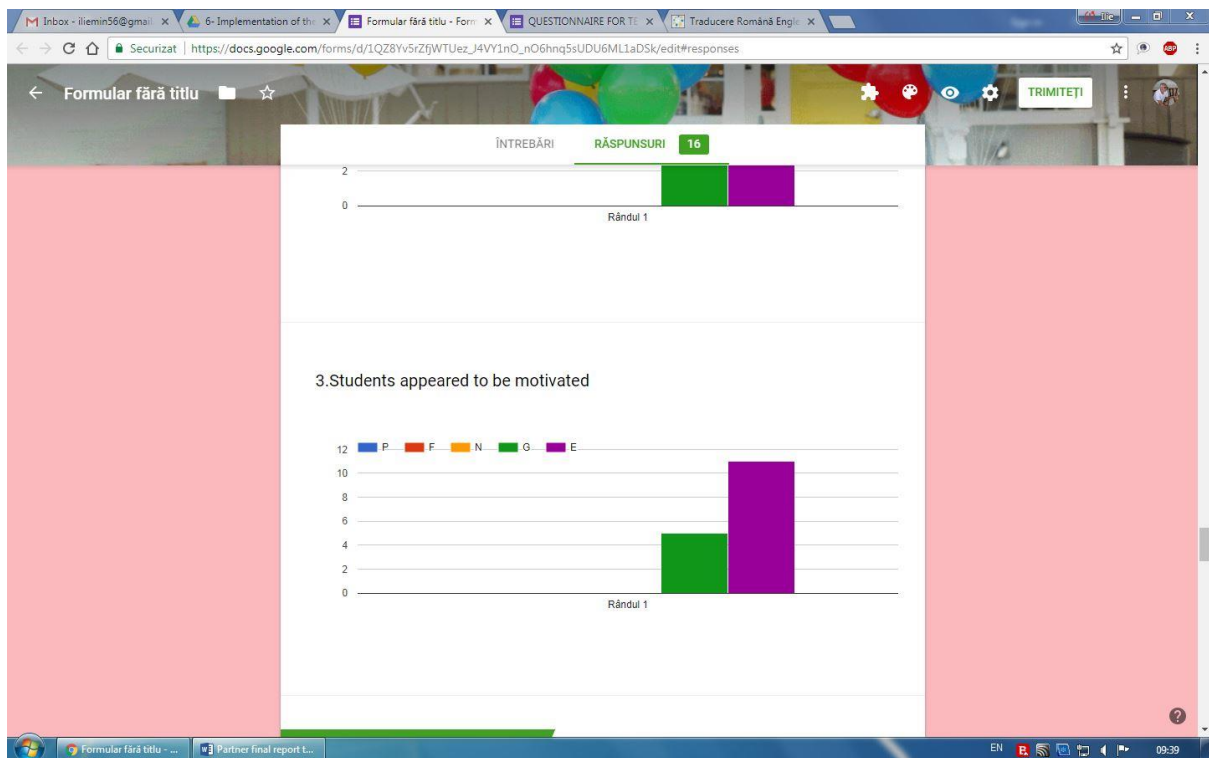 Inbox - iliemin56@gmail
6- Implementation of the
Formular fără titlu - Form
QUESTIONNAIRE FOR TE
Traducere Română Engle
Ilie
Securizat | https://docs.google.com/forms/d/1QZ8Yv5rZfjWTUez_J4VY1nO_nO6hnq5sUDU6ML1aDSk/edit#responses
ABP
Formular fără titlu
TRIMITEȚI
ÎNTREBĂRI RĂSPUNSURI 16
2
0
Rândul 1
3.Students appeared to be motivated
P F N G E
12
10
8
6
4
2
0
Rândul 1
?
Formular fără titlu - ...
Partner final report t...
EN
B
09:39